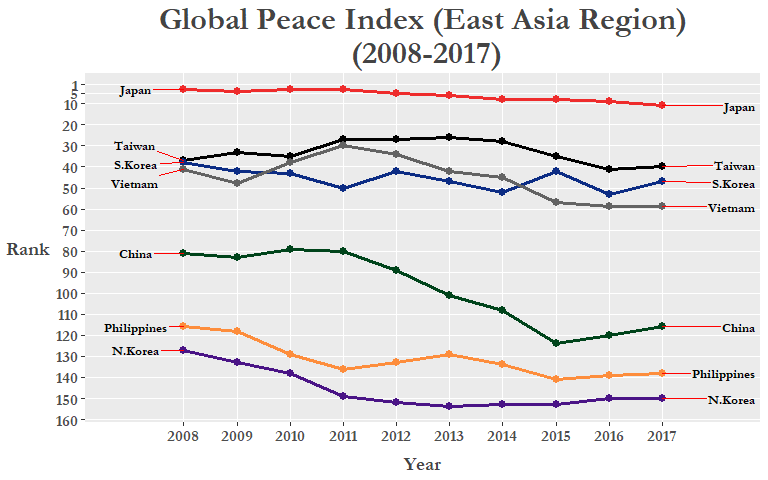 Global Peace Index (East Asia Region)
(2008-2017)
1
5
10
20
30
40
50
60
70
80
90
100
110
120
130
140
150
160
Rank
Japan
Taiwan
S.Korea
Vietnam
China
Philippines
N.Korea
Japan
Taiwan
S.Korea
Vietnam
China
Philippines
N.Korea
2008 2009 2010 2011 2012 2013 2014 2015 2016 2017
Year